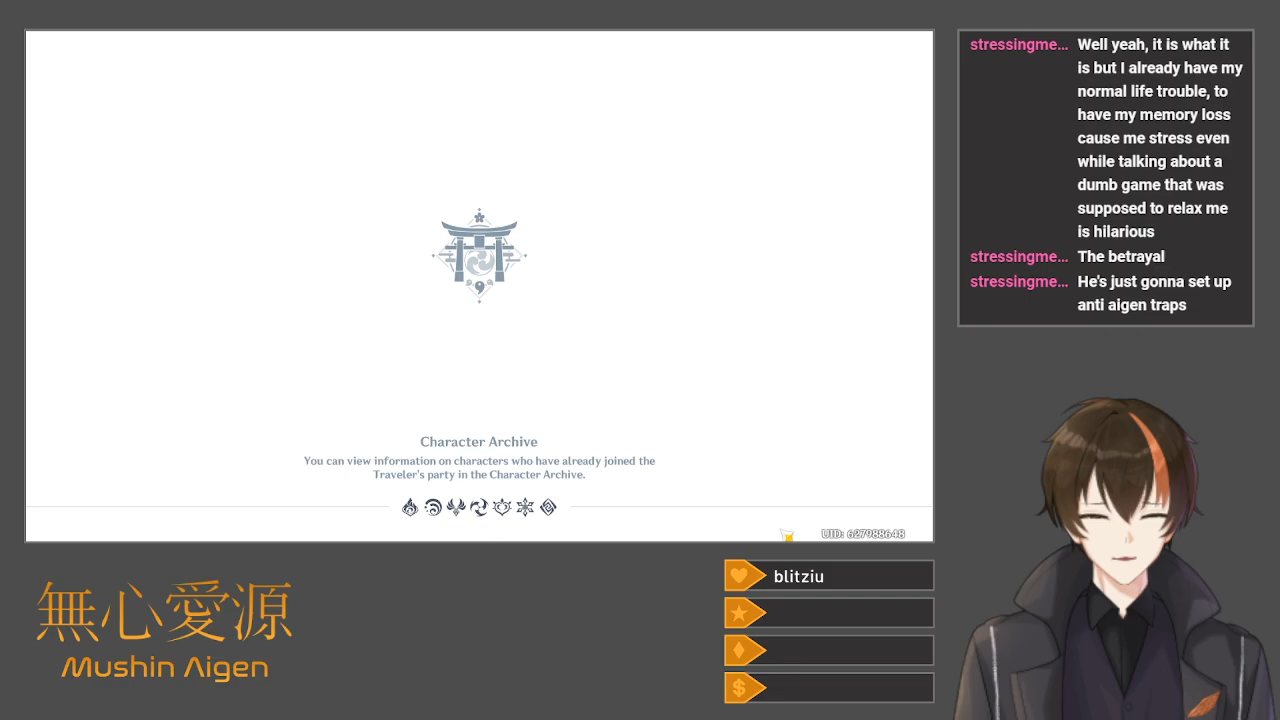 stressingme... Well yeah, it is what it
is but I already have my
normal life trouble, to
have my memory loss
cause me stress even
while talking about a
dumb game that was
supposed to relax me
is hilarious
stressingme... The betrayal
stressingme... He's just gonna set up
anti aigen traps
Character Archive
You can view information on characters who have already joined the
Traveler's party in the Character Archive.
UID: 627988648
blitziu
無心愛源
Mushin Aigen